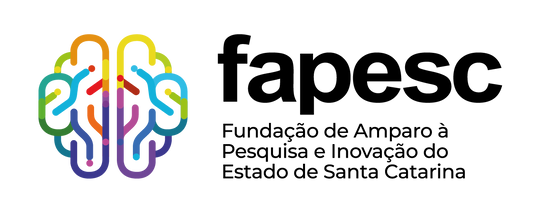 fapesc
Fundação de Amparo à
Pesquisa e Inovação do
Estado de Santa Catarina